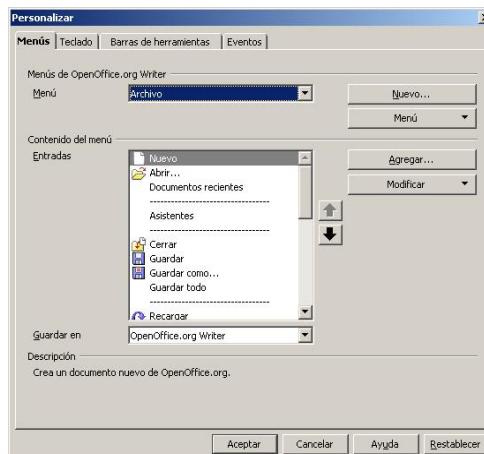 Personalizar
Menús Teclado Barras de herramientas Eventos
Menús de OpenOffice.org Writer
Menú Archivo Nuevo...
Menú
Contenido del menú
Entradas Nuevo Agregar...
Abrir...
Documentos recientes Modificar
--------------------------------
Asistentes
--------------------------------
Cerrar
Guardar
Guardar como...
Guardar todo
--------------------------------
Recargar
Guardar en OpenOffice.org Writer
Descripción
Crea un documento nuevo de OpenOffice.org.
Aceptar Cancelar Ayuda Restablecer